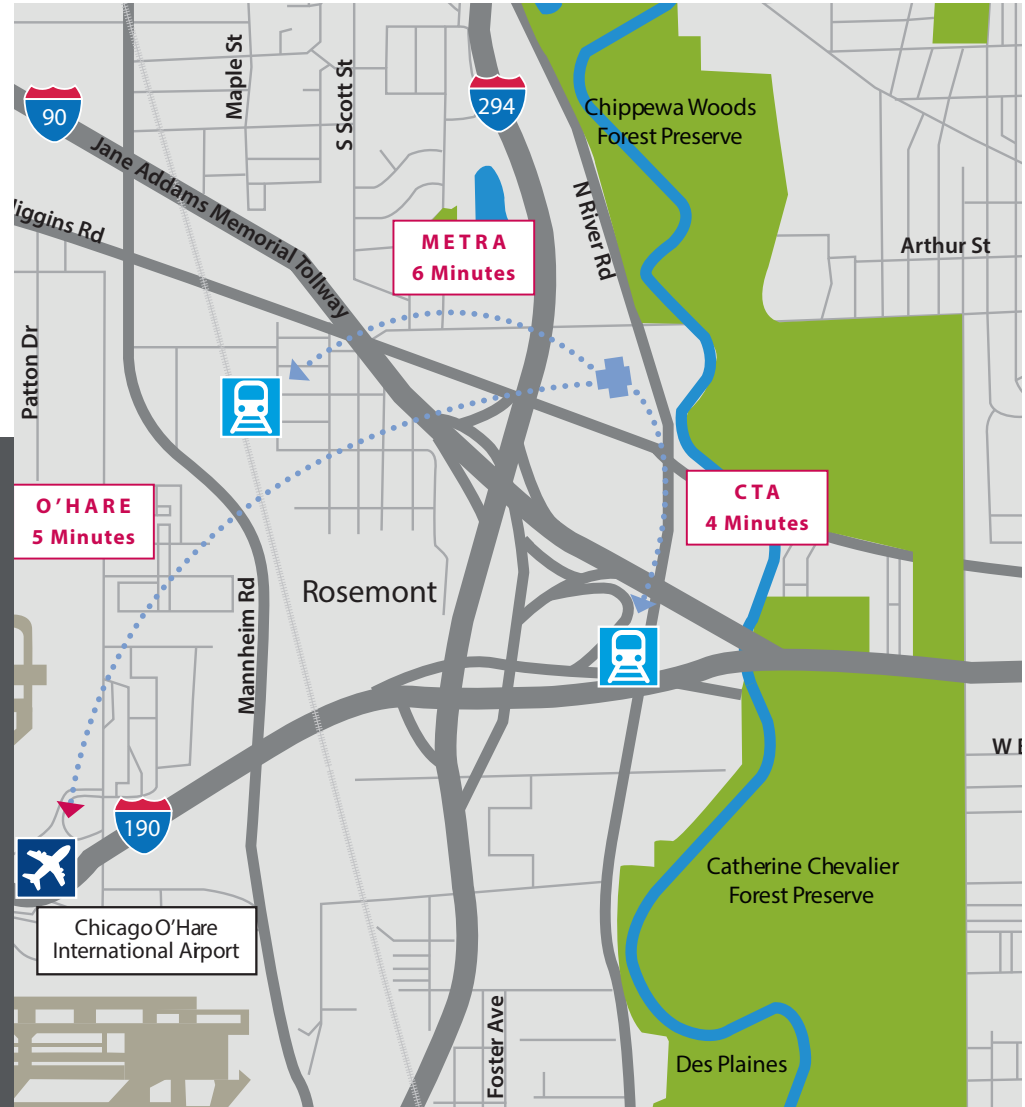 Maple St
S Scott St
90
294
Chippewa Woods
Forest Preserve
Jane Addams Memorial Tollway
Higgins Rd
N River Rd
METRA
6 Minutes
Arthur St
Patton Dr
O'HARE
5 Minutes
CTA
4 Minutes
Rosemont
Mannheim Rd
W E
190
Catherine Chevalier
Forest Preserve
Chicago O'Hare
International Airport
Foster Ave
Des Plaines